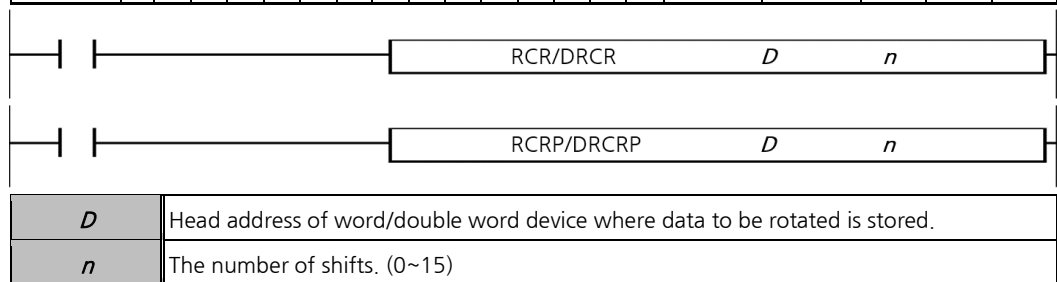 RCR/DRCR D n
RCRP/DRCRP D n
D Head address of word/double word device where data to be rotated is stored.
n The number of shifts. (0~15)